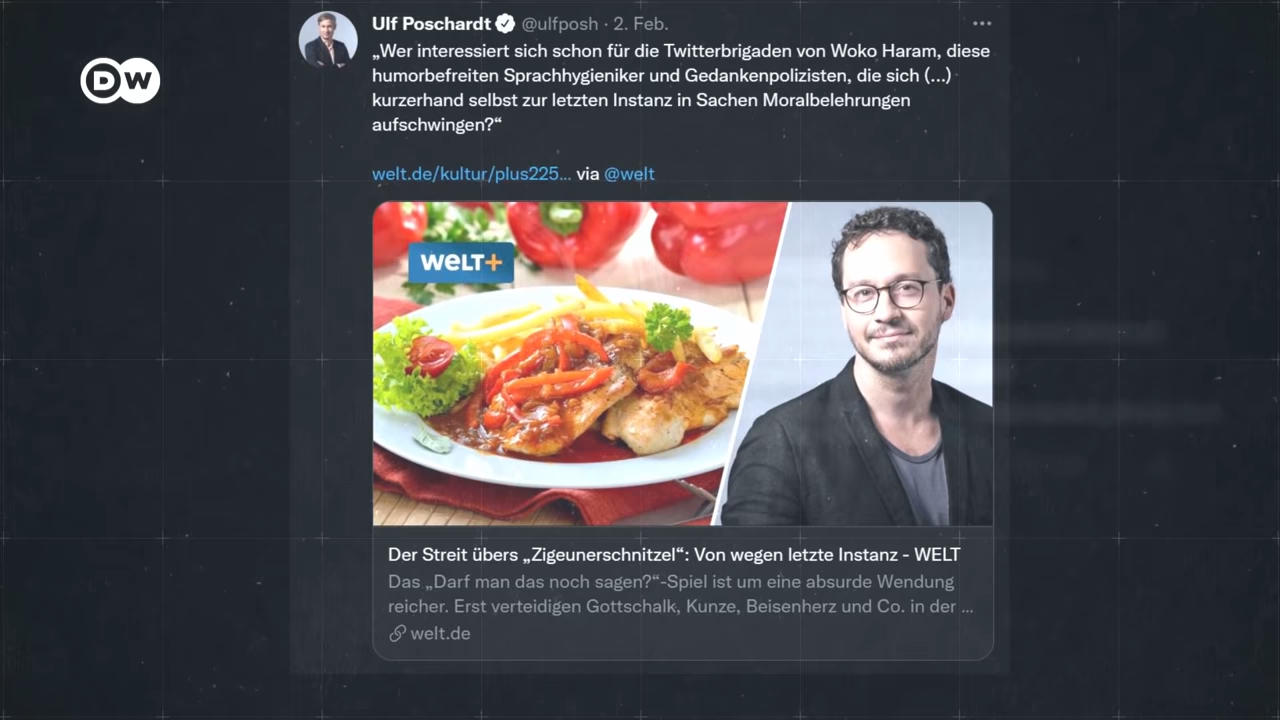 DW
Ulf Poschardt @ulfposh · 2. Feb.
„Wer interessiert sich schon für die Twitterbrigaden von Woko Haram, diese
humorbefreiten Sprachhygieniker und Gedankenpolizisten, die sich (...)
kurzerhand selbst zur letzten Instanz in Sachen Moralbelehrungen
aufschwingen?“
welt.de/kultur/plus225... via @welt
WELT+
Der Streit übers „Zigeunerschnitzel“: Von wegen letzte Instanz - WELT
Das „Darf man das noch sagen?“-Spiel ist um eine absurde Wendung
reicher. Erst verteidigen Gottschalk, Kunze, Beisenherz und Co. in der ...
welt.de